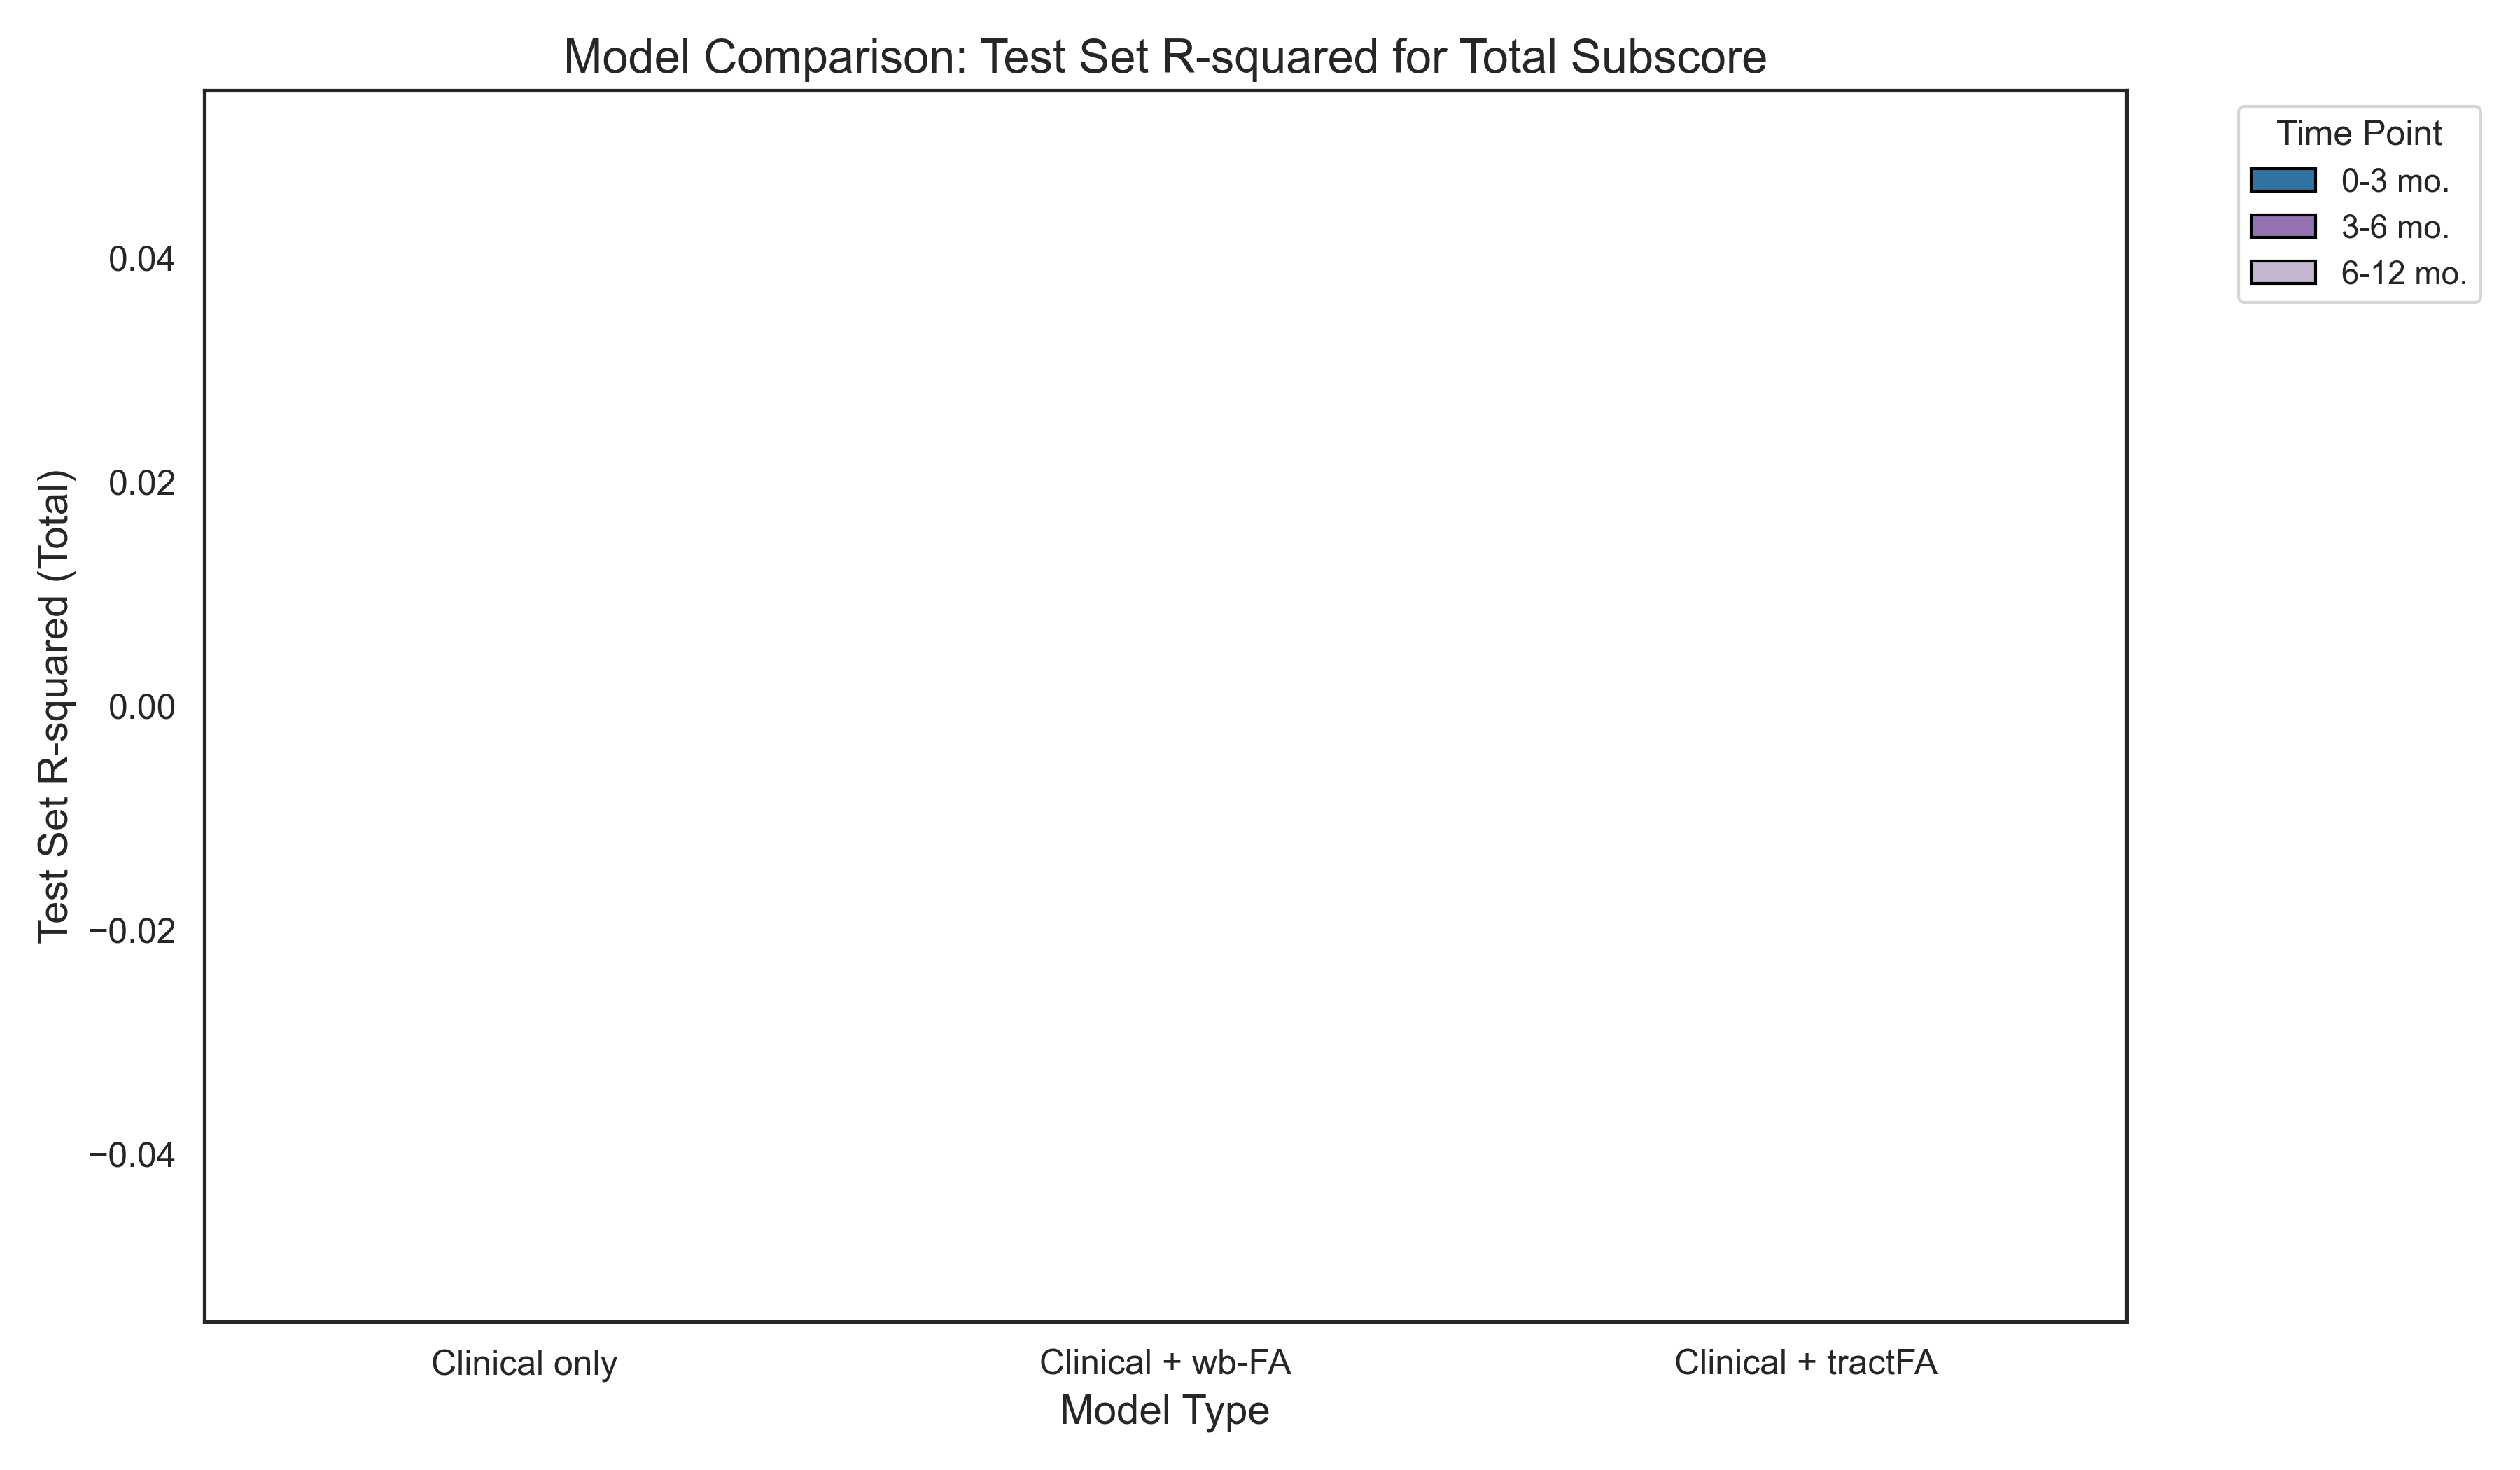 Model Comparison: Test Set R-squared for Total Subscore
Time Point
0-3 mo.
3-6 mo.
6-12 mo.
Test Set R-squared (Total)
0.04
0.02
0.00
−0.02
−0.04
Clinical only
Clinical + wb-FA
Clinical + tractFA
Model Type